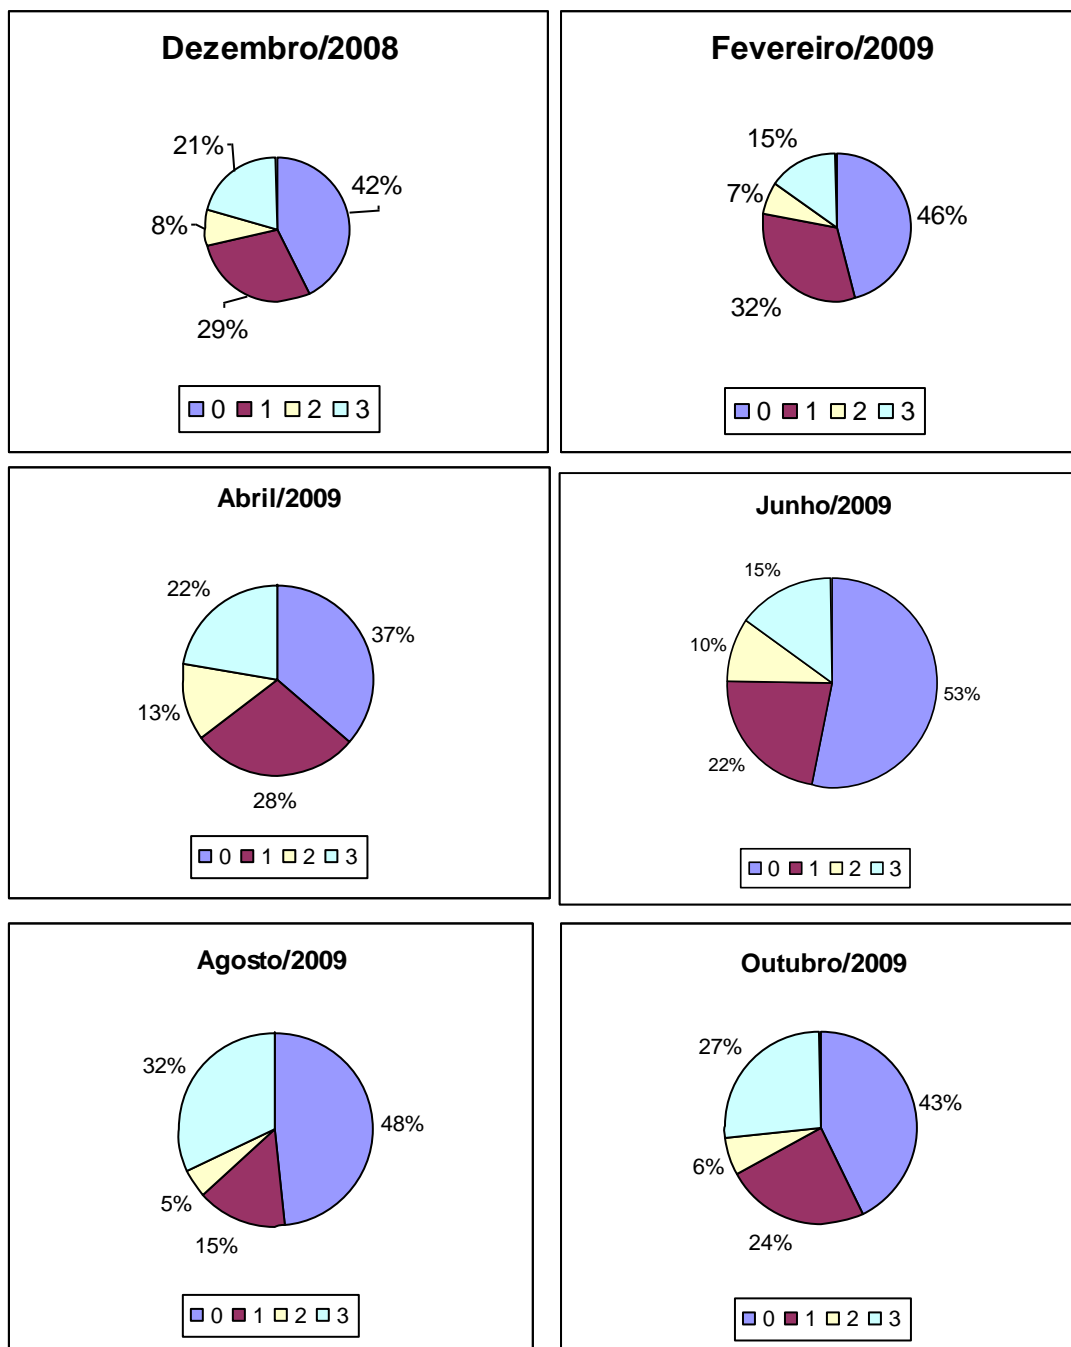 Dezembro/2008
21%
42%
8%
29%
0 1 2 3
Fevereiro/2009
15%
7%
46%
32%
0 1 2 3
Abril/2009
22%
37%
13%
28%
0 1 2 3
Junho/2009
15%
10%
53%
22%
0 1 2 3
Agosto/2009
32%
48%
5%
15%
0 1 2 3
Outubro/2009
27%
43%
6%
24%
0 1 2 3